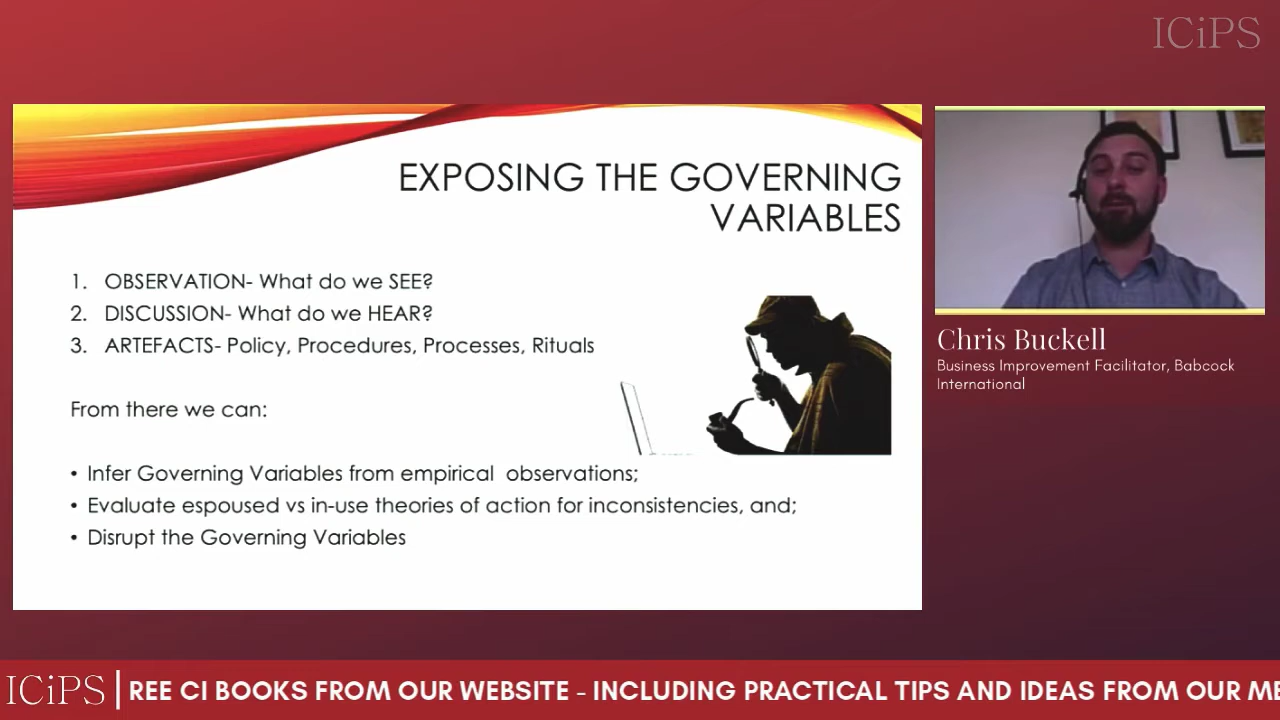 ICiPS
EXPOSING THE GOVERNING
VARIABLES
1. OBSERVATION- What do we SEE?
2. DISCUSSION- What do we HEAR?
3. ARTEFACTS- Policy, Procedures, Processes, Rituals
From there we can:
• Infer Governing Variables from empirical  observations;
• Evaluate espoused vs in-use theories of action for inconsistencies, and;
• Disrupt the Governing Variables
Chris Buckell
Business Improvement Facilitator, Babcock
International
ICiPS | REE CI BOOKS FROM OUR WEBSITE - INCLUDING PRACTICAL TIPS AND IDEAS FROM OUR ME